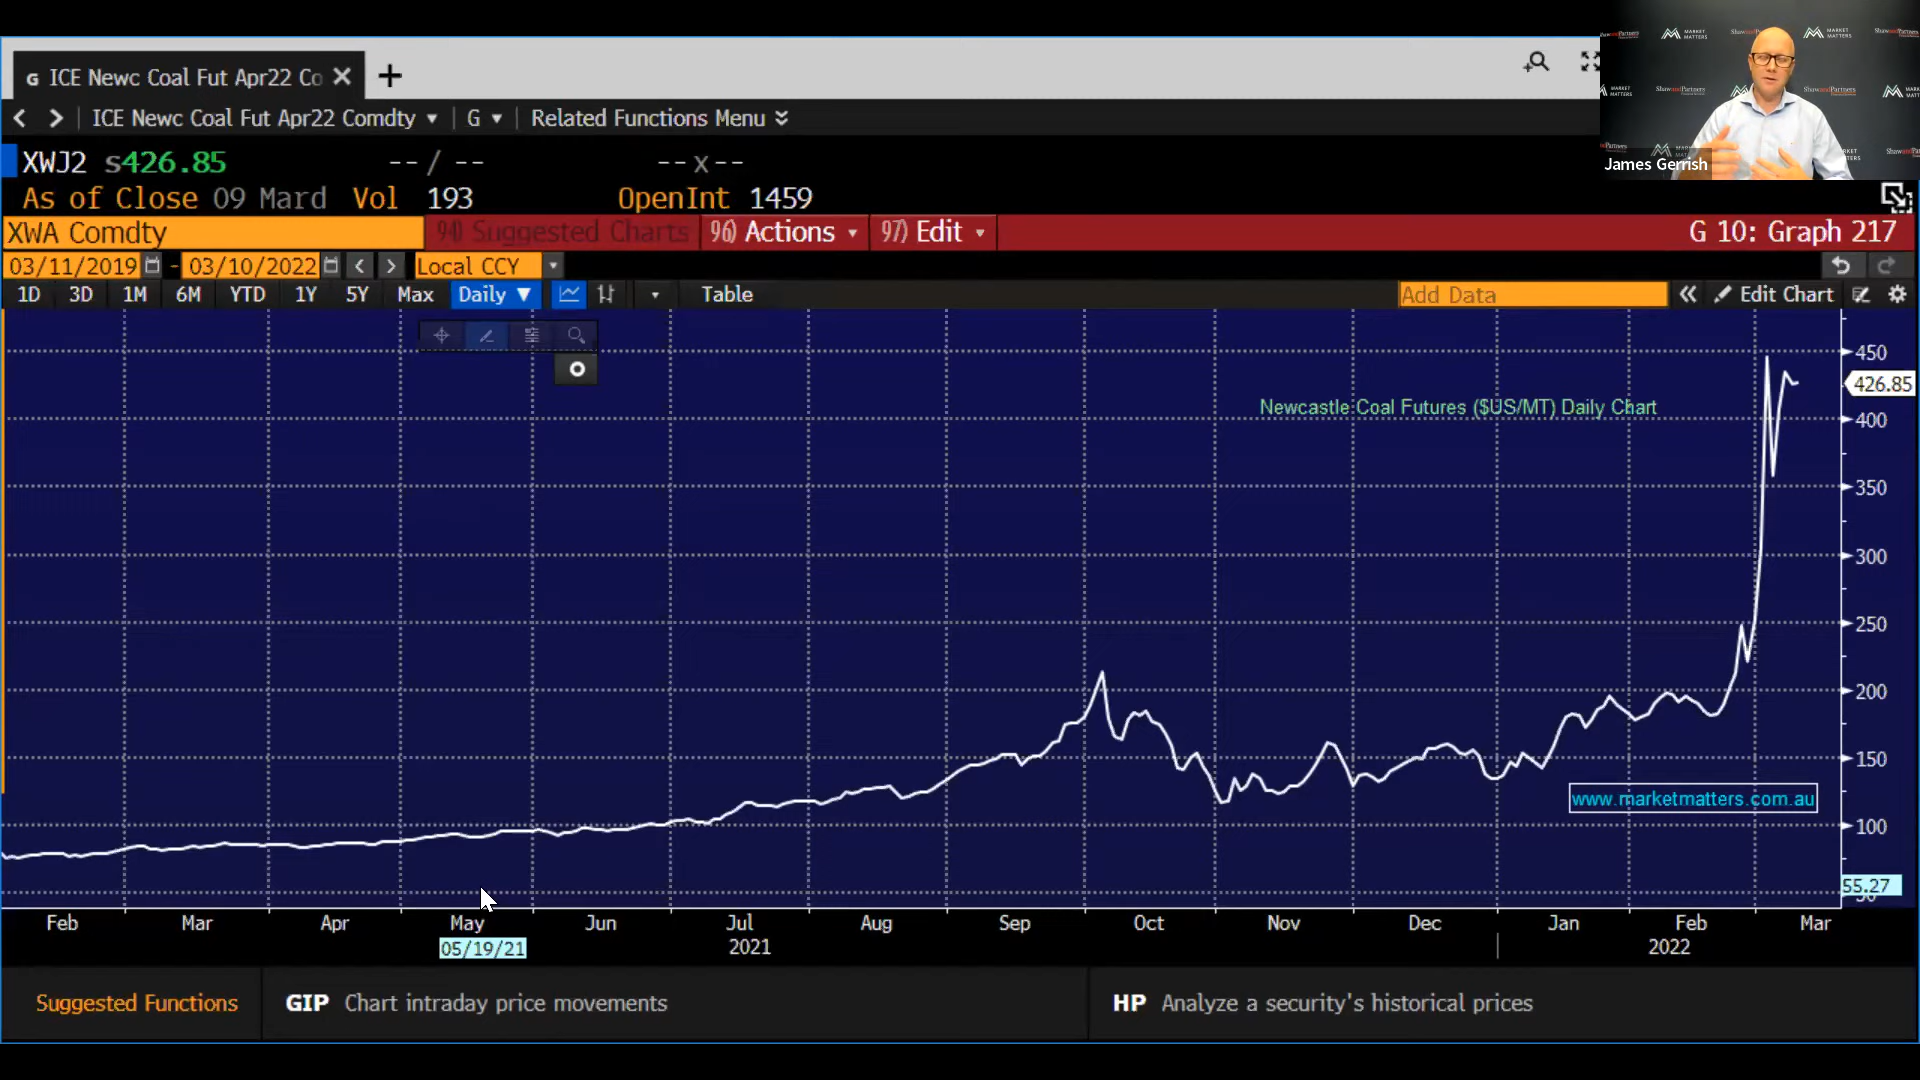 G ICE Newc Coal Fut Apr22 Co
ICE Newc Coal Fut Apr22 Comdty G Related Functions Menu
XWJ2 s426.85 -- / -- --x--
As of Close 09 Mard Vol 193 OpenInt 1459
XWA Comdty 94) Suggested Charts 96) Actions 97) Edit G 10: Graph 217
03/11/2019 - 03/10/2022 Local CCY
1D 3D 1M 6M YTD 1Y 5Y Max Daily Table Add Data Edit Chart
James Gerrish
MARKET MATTERS
ShawandPartners
Newcastle Coal Futures ($US/MT) Daily Chart
450
426.85
400
350
300
250
200
150
100
55.27
www.marketmatters.com.au
Feb Mar Apr May Jun Jul Aug Sep Oct Nov Dec Jan Feb Mar
05/19/21 2021 2022
Suggested Functions GIP Chart intraday price movements HP Analyze a security's historical prices